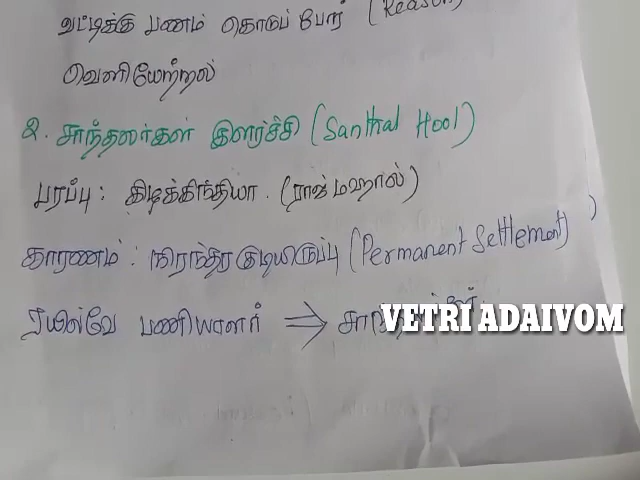 வட்டிக்கு பணம் கொடுப் போர் (Reason)
வெளியேற்றல்
2. சாந்தலர்கள் கிளர்ச்சி (Santhal Hool)
பரப்பு : கிழக்கிந்தியா. (ராஜ்மஹால்)
காரணம் : நிரந்தர குடியிருப்பு (Permanent Settlement)
ரயில்வே பணியாளர் ⇒
VETRI ADAIVOM